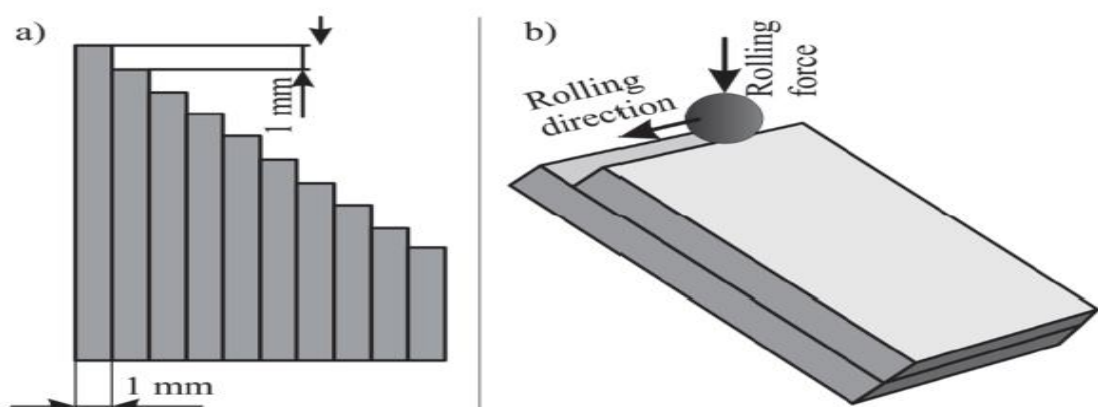 a)
1 mm
1 mm
b)
Rolling
direction
Rolling
force